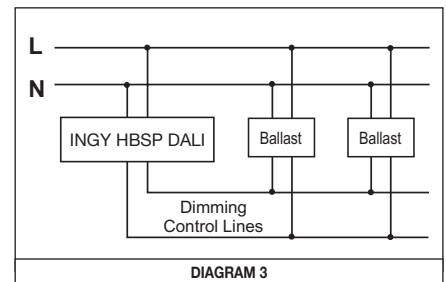 L
N
INGY HBSP DALI
Ballast
Ballast
Dimming
Control Lines
DIAGRAM 3